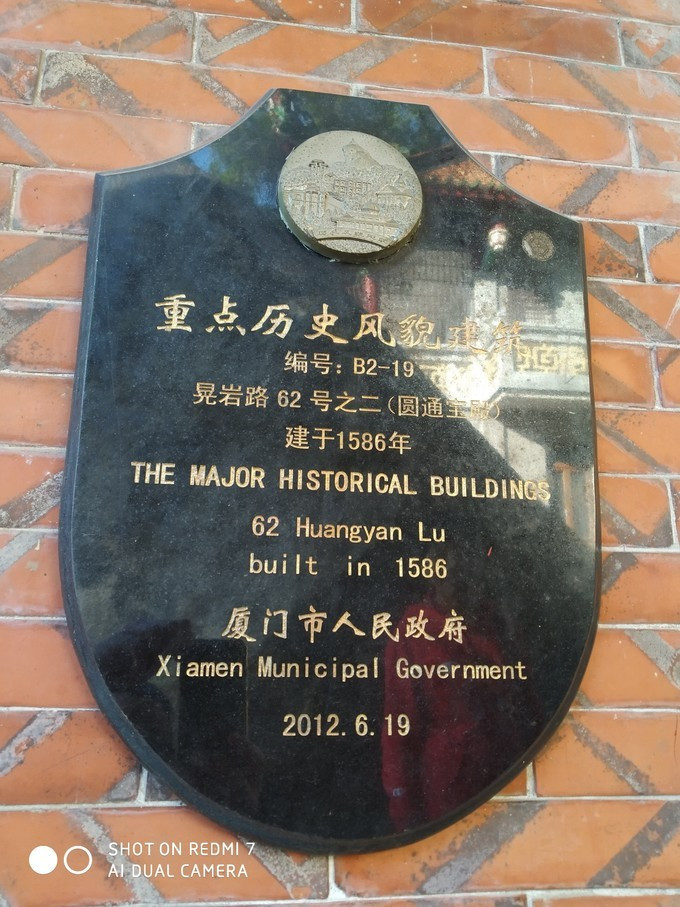 重点历史风貌建筑
编号：B2-19
晃岩路 62 号之二（圆通宝殿）
建于1586年
THE MAJOR HISTORICAL BUILDINGS
62 Huangyan Lu
built in 1586
厦门市人民政府
Xiamen Municipal Government
2012.6.19
SHOT ON REDMI 7
AI DUAL CAMERA